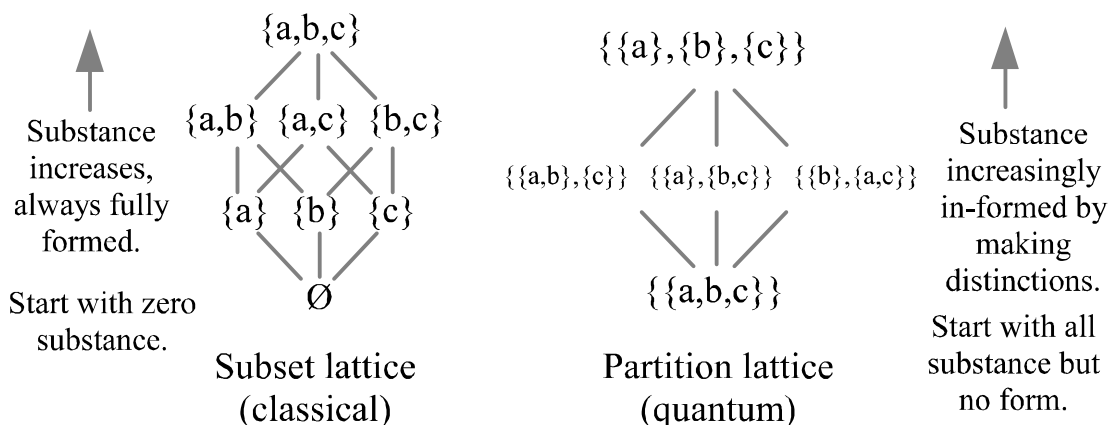 {a,b,c}
{a,b} {a,c} {b,c}
{a} {b} {c}
Ø
Subset lattice
(classical)
Substance
increases,
always fully
formed.
Start with zero
substance.
{{a},{b},{c}}
{{a,b},{c}} {{a},{b,c}} {{b},{a,c}}
{{a,b,c}}
Partition lattice
(quantum)
Substance
increasingly
in-formed by
making
distinctions.
Start with all
substance but
no form.